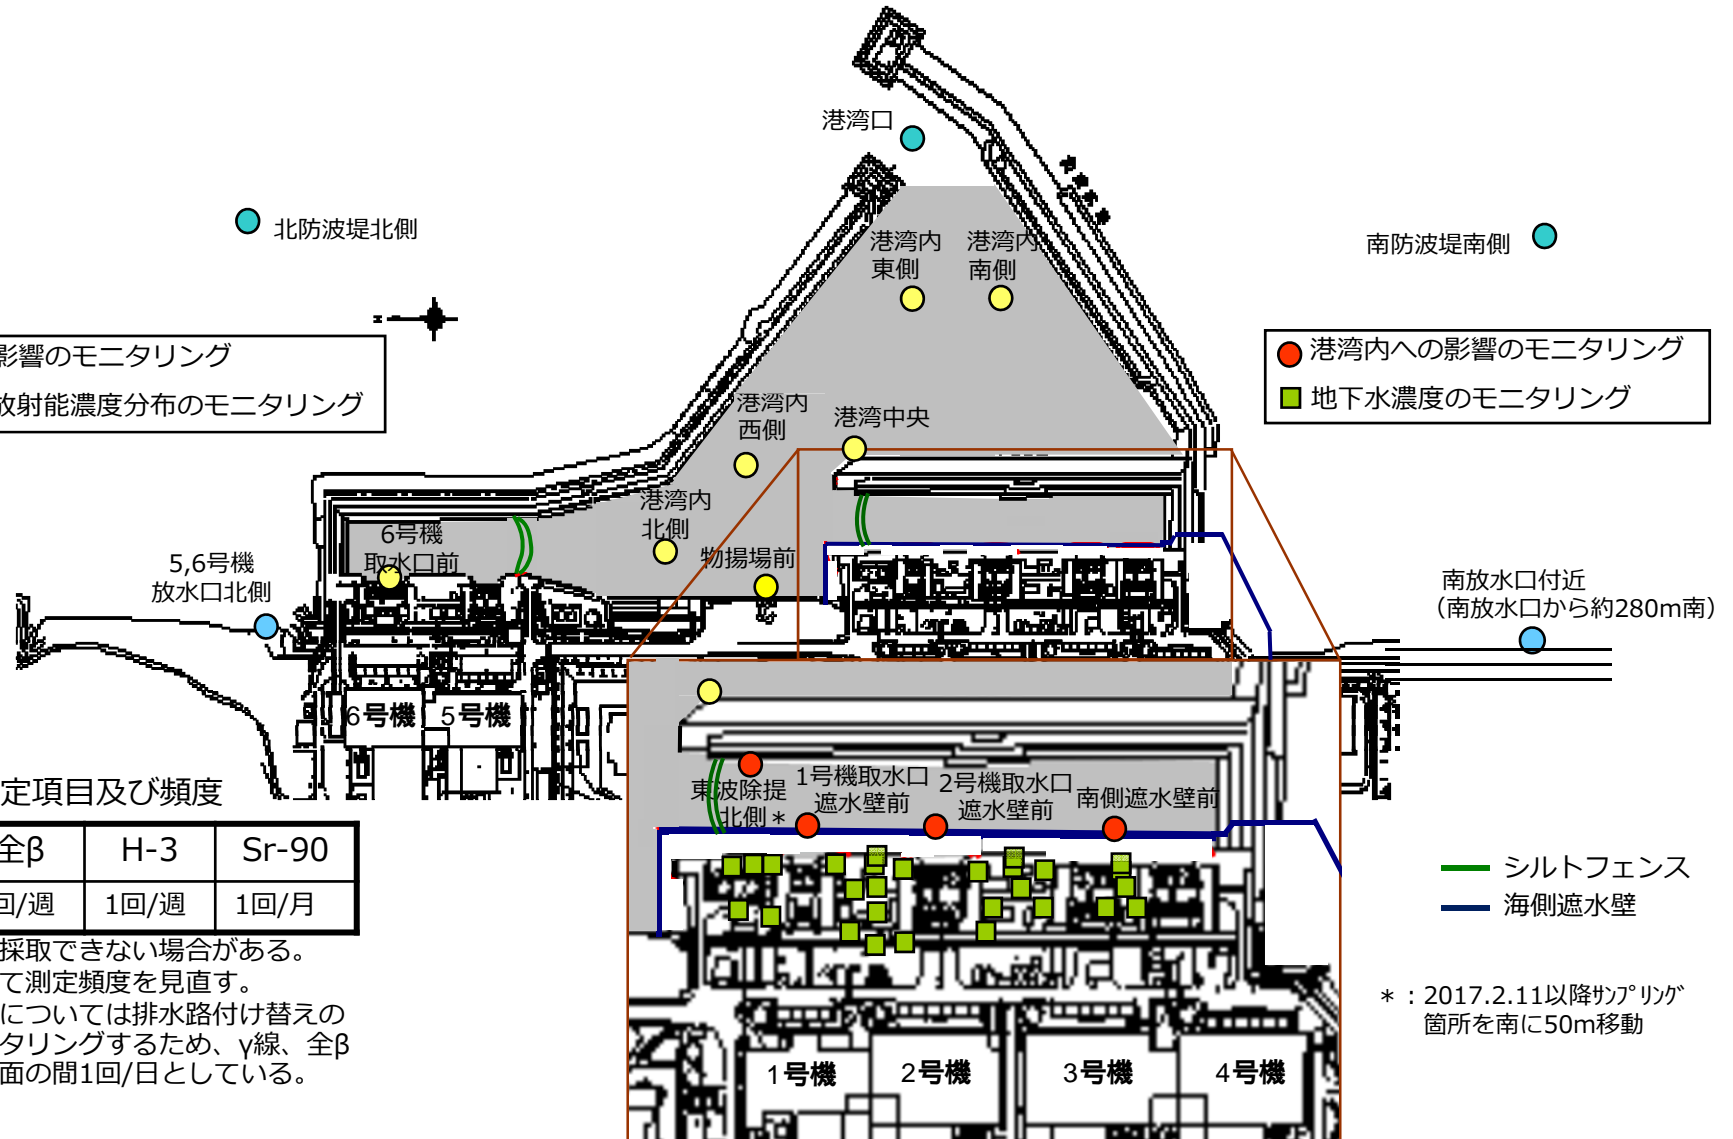 港湾口
北防波堤北側
南防波堤南側
港湾内
東側
港湾内
南側
影響のモニタリング
放射能濃度分布のモニタリング
港湾内への影響のモニタリング
地下水濃度のモニタリング
港湾内
西側
港湾中央
港湾内
北側
6号機
取水口前
物揚場前
5,6号機
放水口北側
南放水口付近
（南放水口から約280m南）
6号機
5号機
東波除提
北側＊
1号機取水口
遮水壁前
2号機取水口
遮水壁前
南側遮水壁前
定項目及び頻度
全β H-3 Sr-90
回/週 1回/週 1回/月
採取できない場合がある。
て測定頻度を見直す。
については排水路付け替えの
タリングするため、γ線、全β
面の間1回/日としている。
シルトフェンス
海側遮水壁
＊：2017.2.11以降ｻﾝﾌﾟﾘﾝｸﾞ
箇所を南に50m移動
1号機
2号機
3号機
4号機